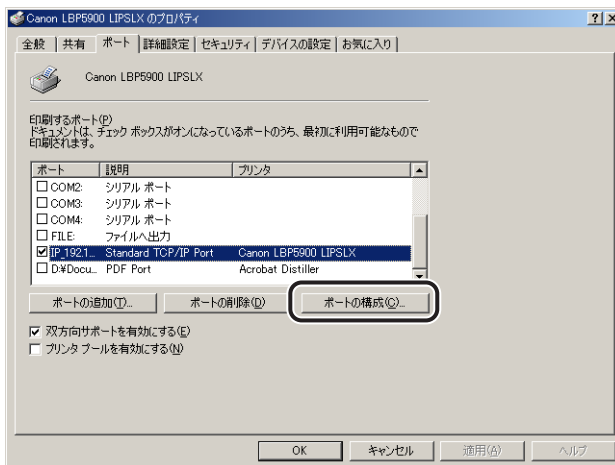 Canon LBP5900 LIPSLX のプロパティ
全般 共有 ポート 詳細設定 セキュリティ デバイスの設定 お気に入り
Canon LBP5900 LIPSLX
印刷するポート(P)
ドキュメントは、チェック ボックスがオンになっているポートのうち、最初に利用可能なもので
印刷されます。
ポート 説明 プリンタ
COM2: シリアル ポート
COM3: シリアル ポート
COM4: シリアル ポート
FILE: ファイルへ出力
IP_192.1... Standard TCP/IP Port Canon LBP5900 LIPSLX
D:¥Docu... PDF Port Acrobat Distiller
ポートの追加(T)... ポートの削除(D) ポートの構成(C)...
双方向サポートを有効にする(E)
プリンタ プールを有効にする(N)
OK キャンセル 適用(A) ヘルプ